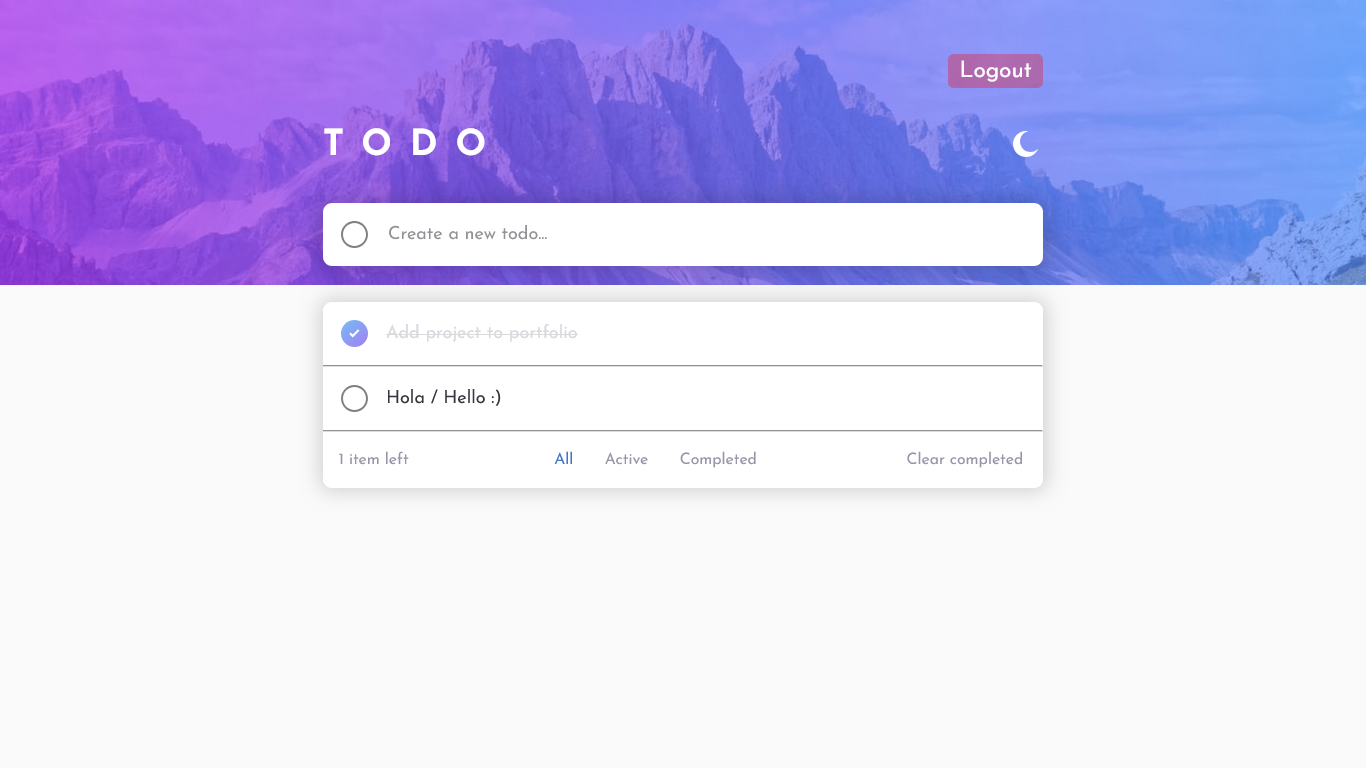 Logout
TODO
Create a new todo...
Add project to portfolio
Hola / Hello :)
1 item left All Active Completed Clear completed